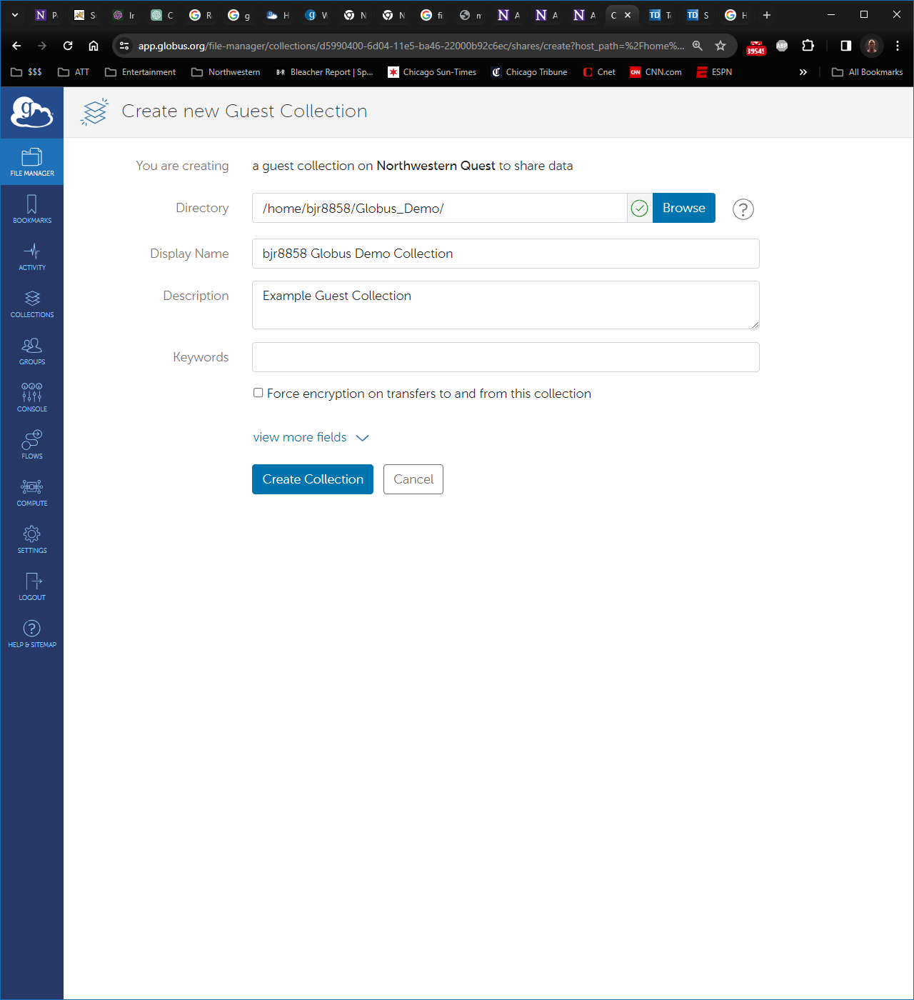 P
S
Ir
C
R
g
H
W
N
N
fi
m
A
A
A
C
T
S
H
app.globus.org/file-manager/collections/d5990400-6d04-11e5-ba46-22000b92c6ec/shares/create?host_path=%2Fhome%...
39545
ABP
$$$
ATT
Entertainment
Northwestern
B·R Bleacher Report | Sp...
Chicago Sun-Times
Chicago Tribune
Cnet
CNN CNN.com
ESPN
All Bookmarks
g
Create new Guest Collection
FILE MANAGER
BOOKMARKS
ACTIVITY
COLLECTIONS
GROUPS
CONSOLE
FLOWS
COMPUTE
SETTINGS
LOGOUT
HELP & SITEMAP
You are creating a guest collection on Northwestern Quest to share data
Directory /home/bjr8858/Globus_Demo/ Browse ?
Display Name bjr8858 Globus Demo Collection
Description Example Guest Collection
Keywords
Force encryption on transfers to and from this collection
view more fields
Create Collection Cancel